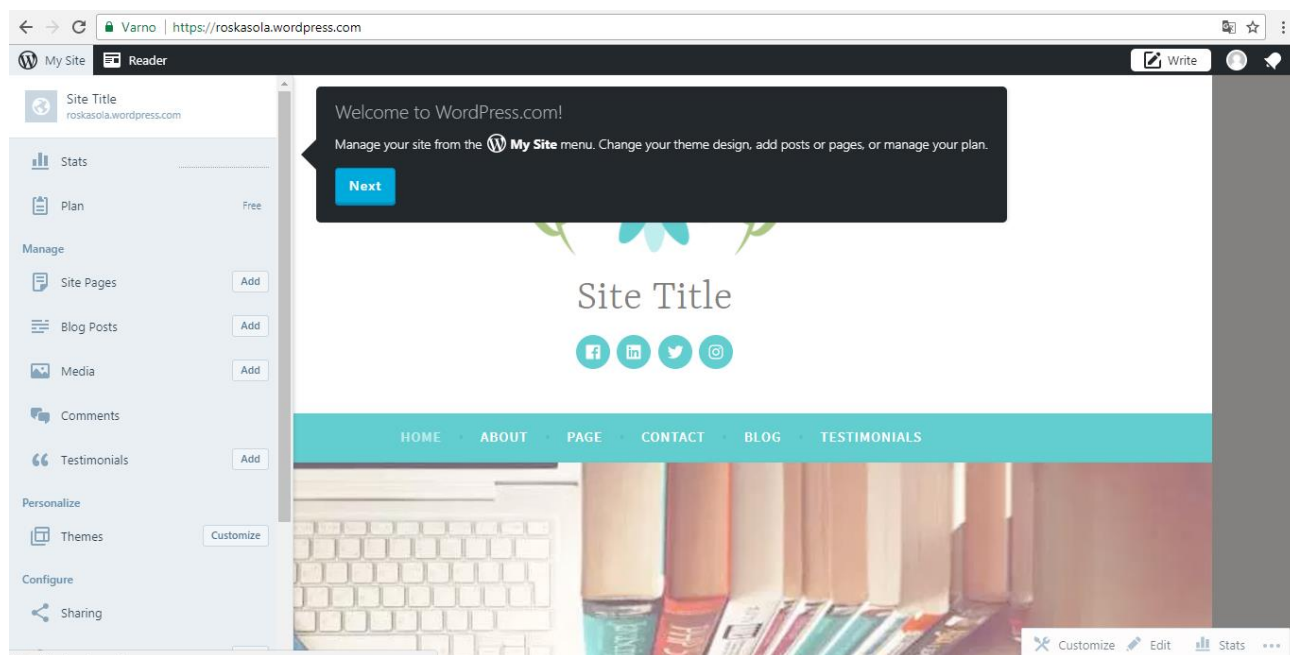 Varno https://roskasola.wordpress.com
My Site Reader Write
Site Title
roskasola.wordpress.com
Stats
Plan Free
Manage
Site Pages Add
Blog Posts Add
Media Add
Comments
Testimonials Add
Personalize
Themes Customize
Configure
Sharing
Welcome to WordPress.com!
Manage your site from the My Site menu. Change your theme design, add posts or pages, or manage your plan.
Next
Site Title
HOME ABOUT PAGE CONTACT BLOG TESTIMONIALS
Customize Edit Stats